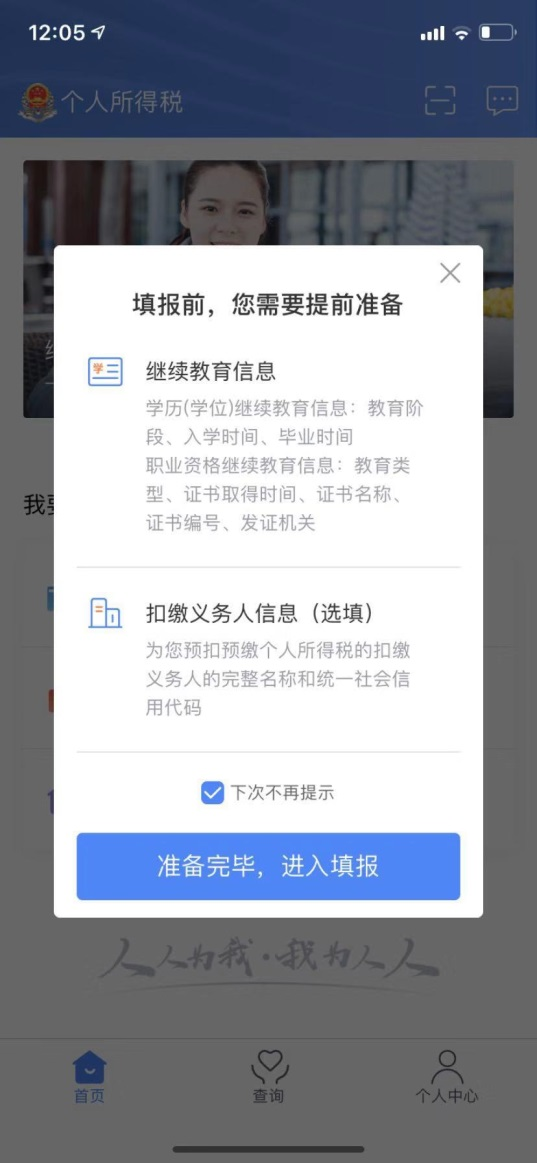 12:05
个人所得税
填报前，您需要提前准备
继续教育信息
学历(学位)继续教育信息：教育阶
段、入学时间、毕业时间
职业资格继续教育信息：教育类
型、证书取得时间、证书名称、
证书编号、发证机关
我要
扣缴义务人信息（选填）
为您预扣预缴个人所得税的扣缴
义务人的完整名称和统一社会信
用代码
下次不再提示
准备完毕，进入填报
人人为我·我为人人
首页
查询
个人中心